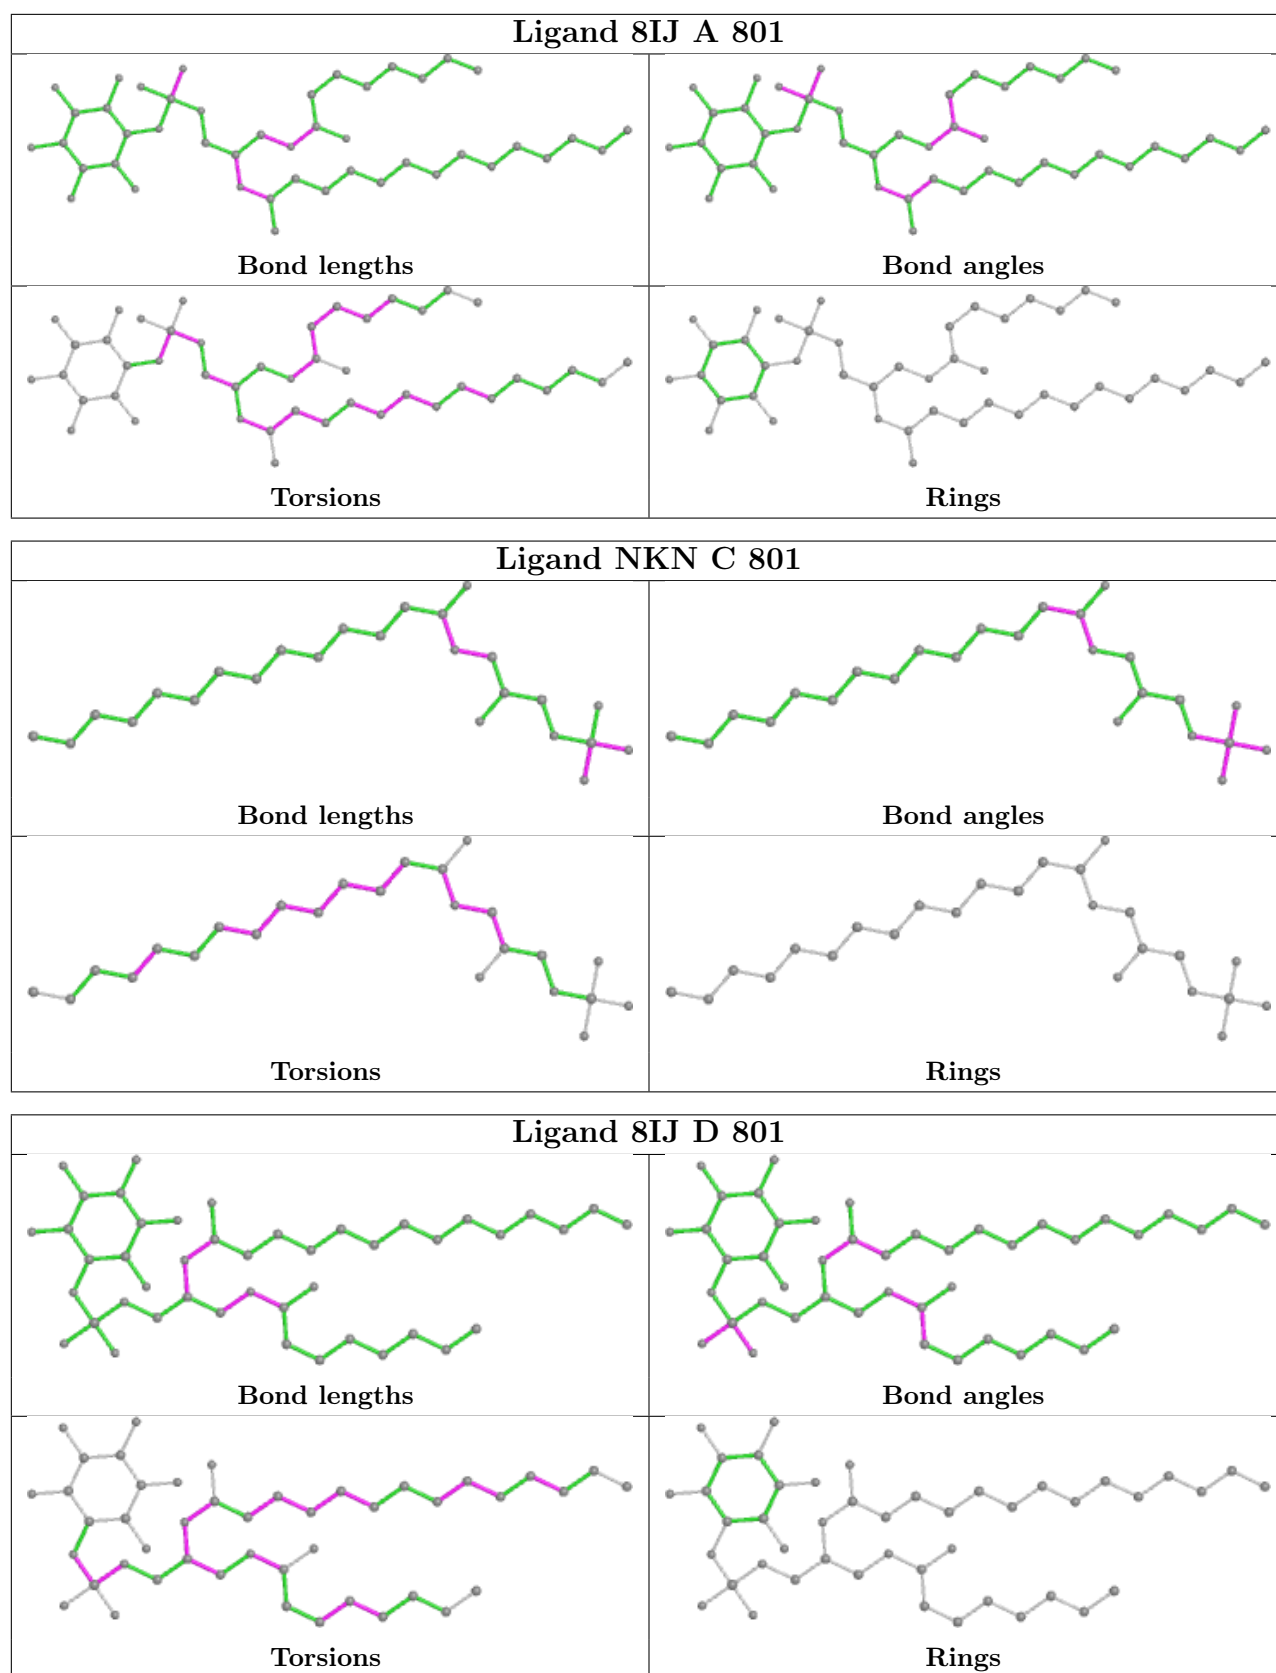 Ligand 8IJ A 801
Bond lengths
Bond angles
Torsions
Rings
Ligand NKN C 801
Bond lengths
Bond angles
Torsions
Rings
Ligand 8IJ D 801
Bond lengths
Bond angles
Torsions
Rings